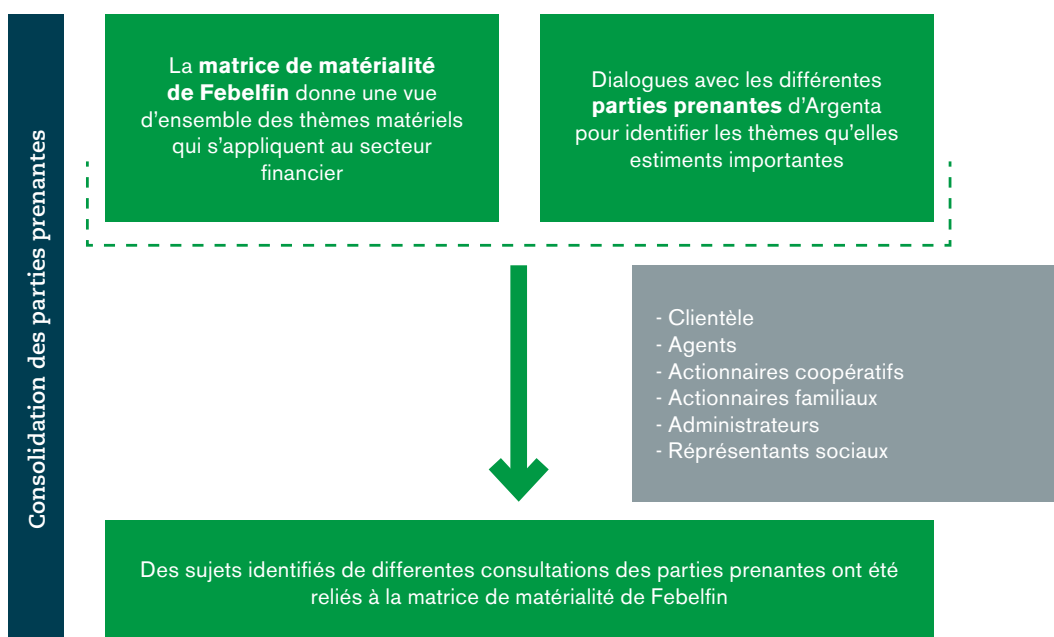 Consolidation des parties prenantes
La matrice de matérialité
de Febelfin donne une vue
d'ensemble des thèmes matériels
qui s'appliquent au secteur
financier
Dialogues avec les différentes
parties prenantes d'Argenta
pour identifier les thèmes qu'elles
estiments importantes
- Clientèle
- Agents
- Actionnaires coopératifs
- Actionnaires familiaux
- Administrateurs
- Réprésentants sociaux
Des sujets identifiés de differentes consultations des parties prenantes ont été
reliés à la matrice de matérialité de Febelfin